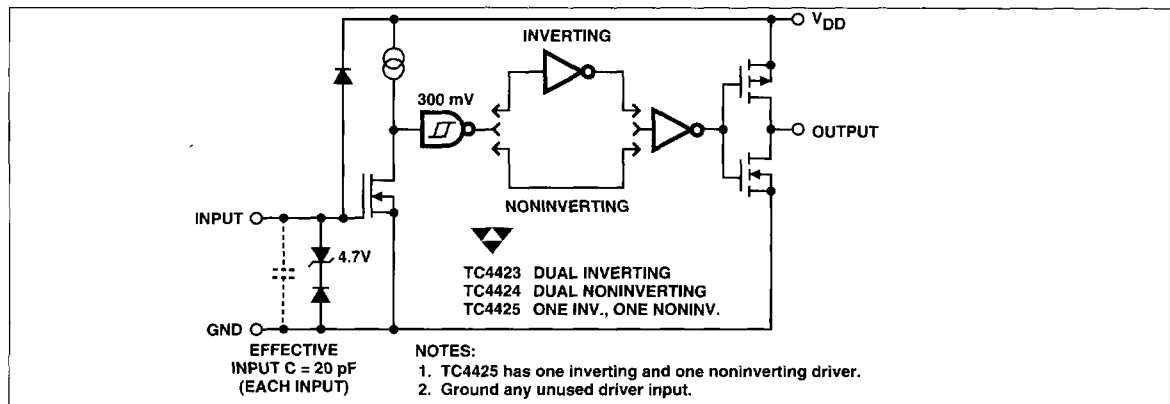 V_DD
INVERTING
300 mV
OUTPUT
NONINVERTING
INPUT
4.7V
TC4423 DUAL INVERTING
TC4424 DUAL NONINVERTING
TC4425 ONE INV., ONE NONINV.
GND
EFFECTIVE
INPUT C = 20 pF
(EACH INPUT)
NOTES:
1. TC4425 has one inverting and one noninverting driver.
2. Ground any unused driver input.